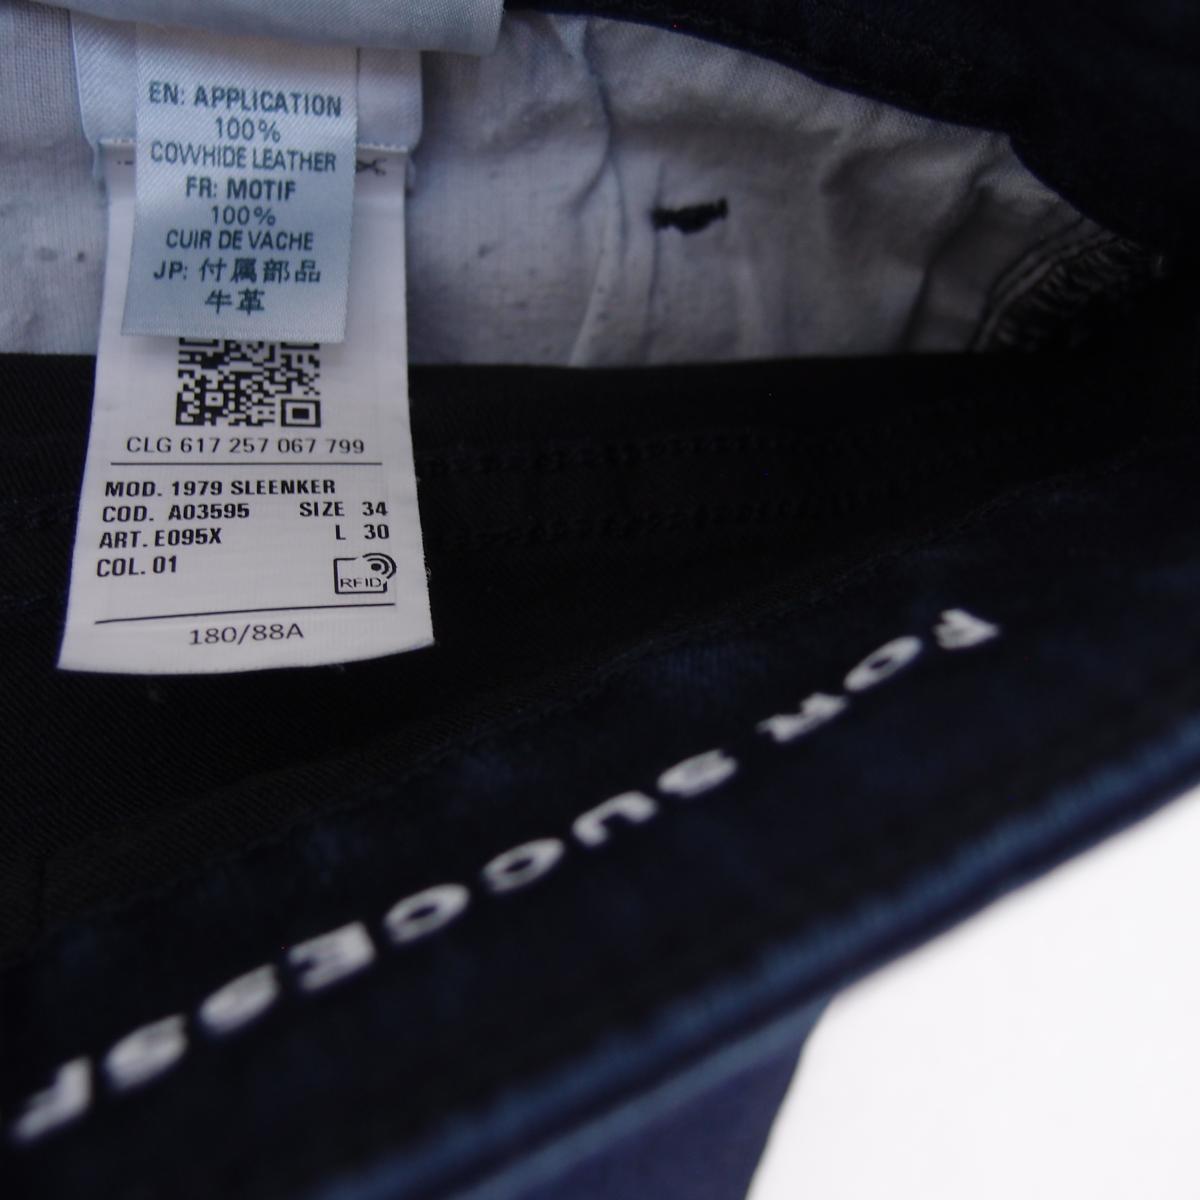 EN: APPLICATION
100%
COWHIDE LEATHER
FR: MOTIF
100%
CUIR DE VACHE
JP: 付属部品
牛革
CLG 617 257 067 799
MOD. 1979 SLEENKER
COD. A03595 SIZE 34
ART. E095X L 30
COL. 01
RFID
180/88A
FOR SUCCESSF